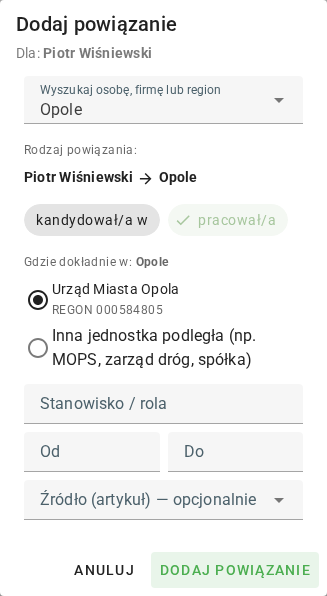 Dodaj powiązanie
Dla: Piotr Wiśniewski
Wyszukaj osobę, firmę lub region
Opole
Rodzaj powiązania:
Piotr Wiśniewski → Opole
kandydował/a w
pracował/a
Gdzie dokładnie w: Opole
Urząd Miasta Opola
REGON 000584805
Inna jednostka podległa (np.
MOPS, zarząd dróg, spółka)
Stanowisko / rola
Od
Do
Źródło (artykuł) — opcjonalnie
ANULUJ
DODAJ POWIĄZANIE